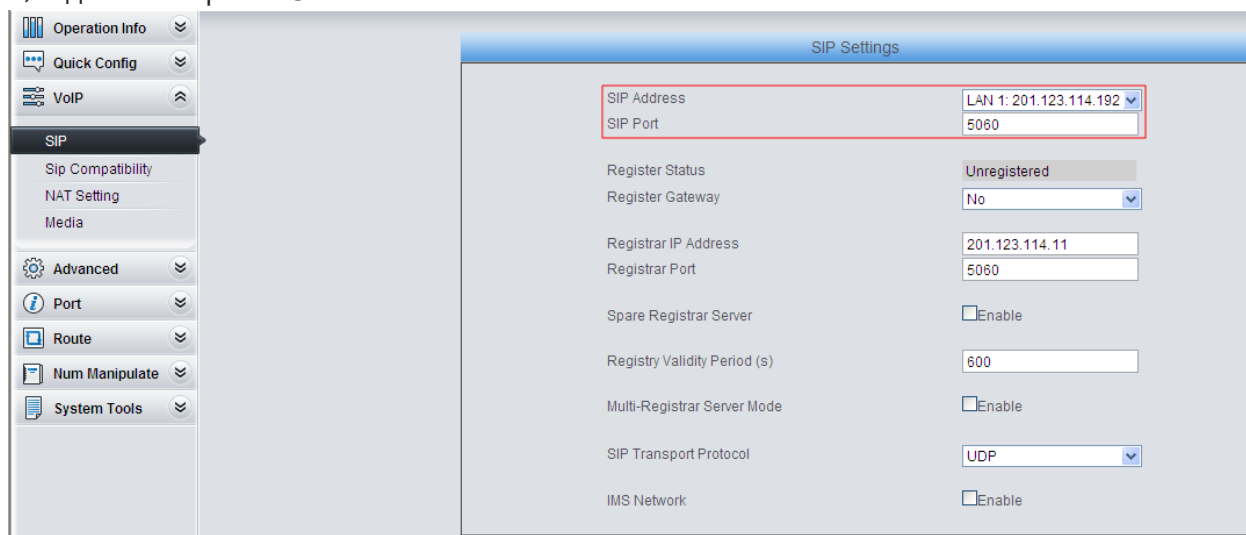 Operation Info
Quick Config
VoIP
SIP
Sip Compatibility
NAT Setting
Media
Advanced
Port
Route
Num Manipulate
System Tools
SIP Settings
SIP Address LAN 1: 201.123.114.192
SIP Port 5060
Register Status Unregistered
Register Gateway No
Registrar IP Address 201.123.114.11
Registrar Port 5060
Spare Registrar Server Enable
Registry Validity Period (s) 600
Multi-Registrar Server Mode Enable
SIP Transport Protocol UDP
IMS Network Enable